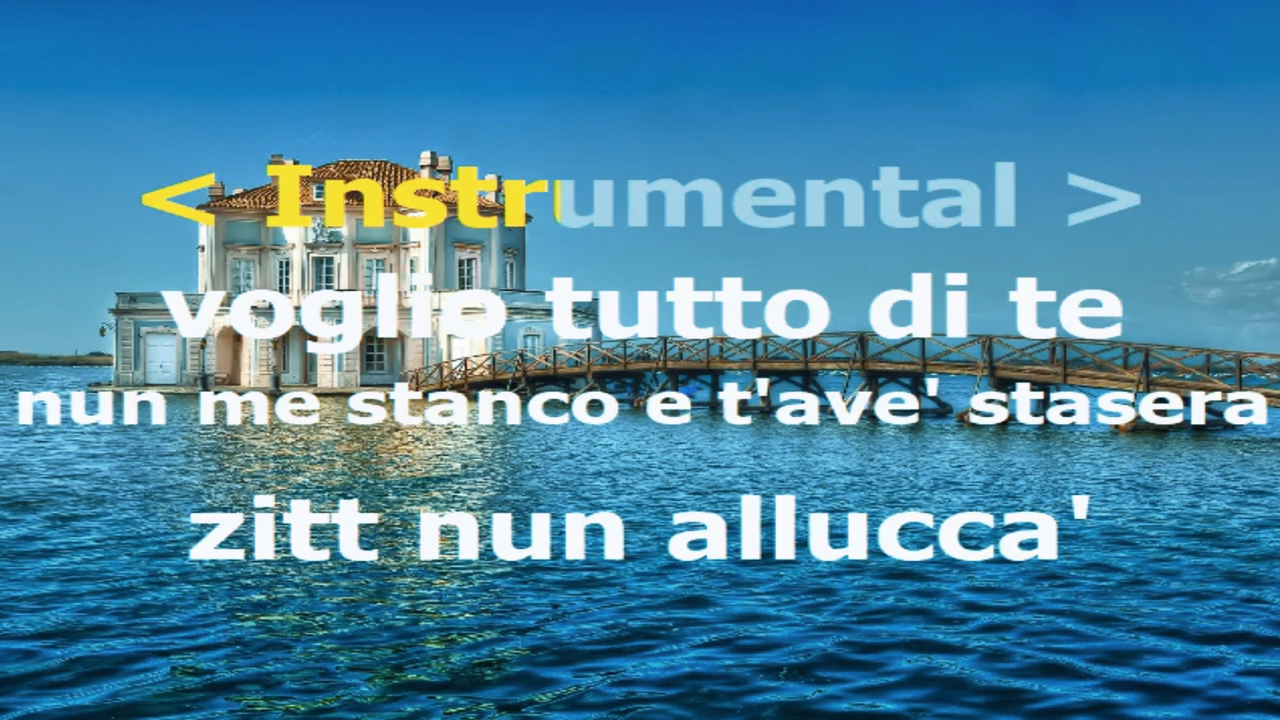 < Instrumental >
voglio tutto di te
nun me stanco e t'ave' stasera
zitt nun allucca'